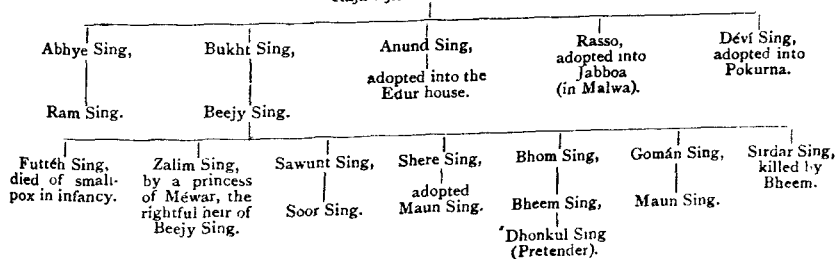 Abhye Sing,
Bukht Sing,
Anund Sing,
adopted into the
Edur house.
Rasso,
adopted into
Jabboa
(in Malwa).
Déví Sing,
adopted into
Pokurna.
Ram Sing.
Beejy Sing.
Futtéh Sing,
died of small-
pox in infancy.
Zalim Sing,
by a princess
of Méwar, the
rightful heir of
Beejy Sing.
Sawunt Sing,
Soor Sing.
Shere Sing,
adopted
Maun Sing.
Bhom Sing,
Bheem Sing,
Dhonkul Sing
(Pretender).
Gomán Sing,
Maun Sing.
Sirdar Sing,
killed by
Bheem.